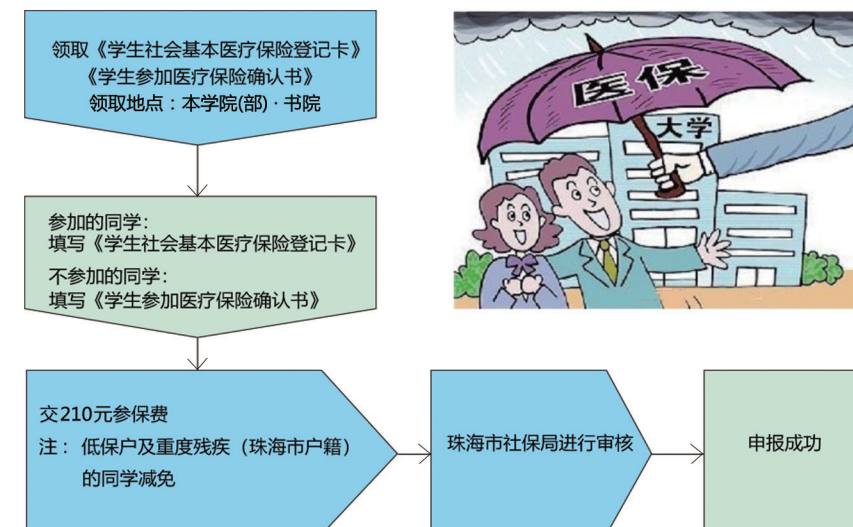 领取《学生社会基本医疗保险登记卡》
《学生参加医疗保险确认书》
领取地点：本学院(部)·书院
医保
大学
参加的同学：
填写《学生社会基本医疗保险登记卡》
不参加的同学：
填写《学生参加医疗保险确认书》
交210元参保费
注：低保户及重度残疾（珠海市户籍）
的同学减免
珠海市社保局进行审核
申报成功